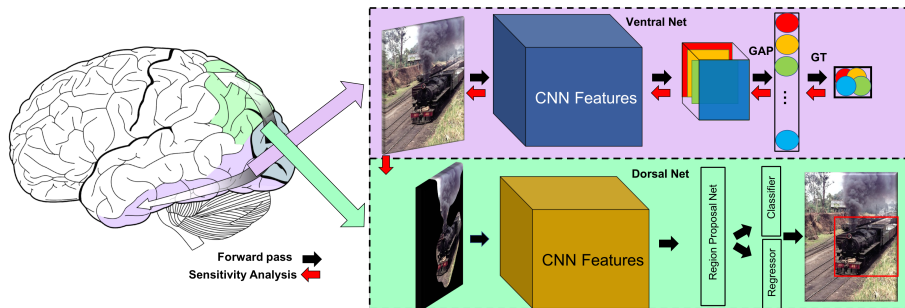 Ventral Net
GAP
GT
CNN Features
...
Dorsal Net
CNN Features
Region Proposal Net
Classifier
Regressor
Forward pass
Sensitivity Analysis